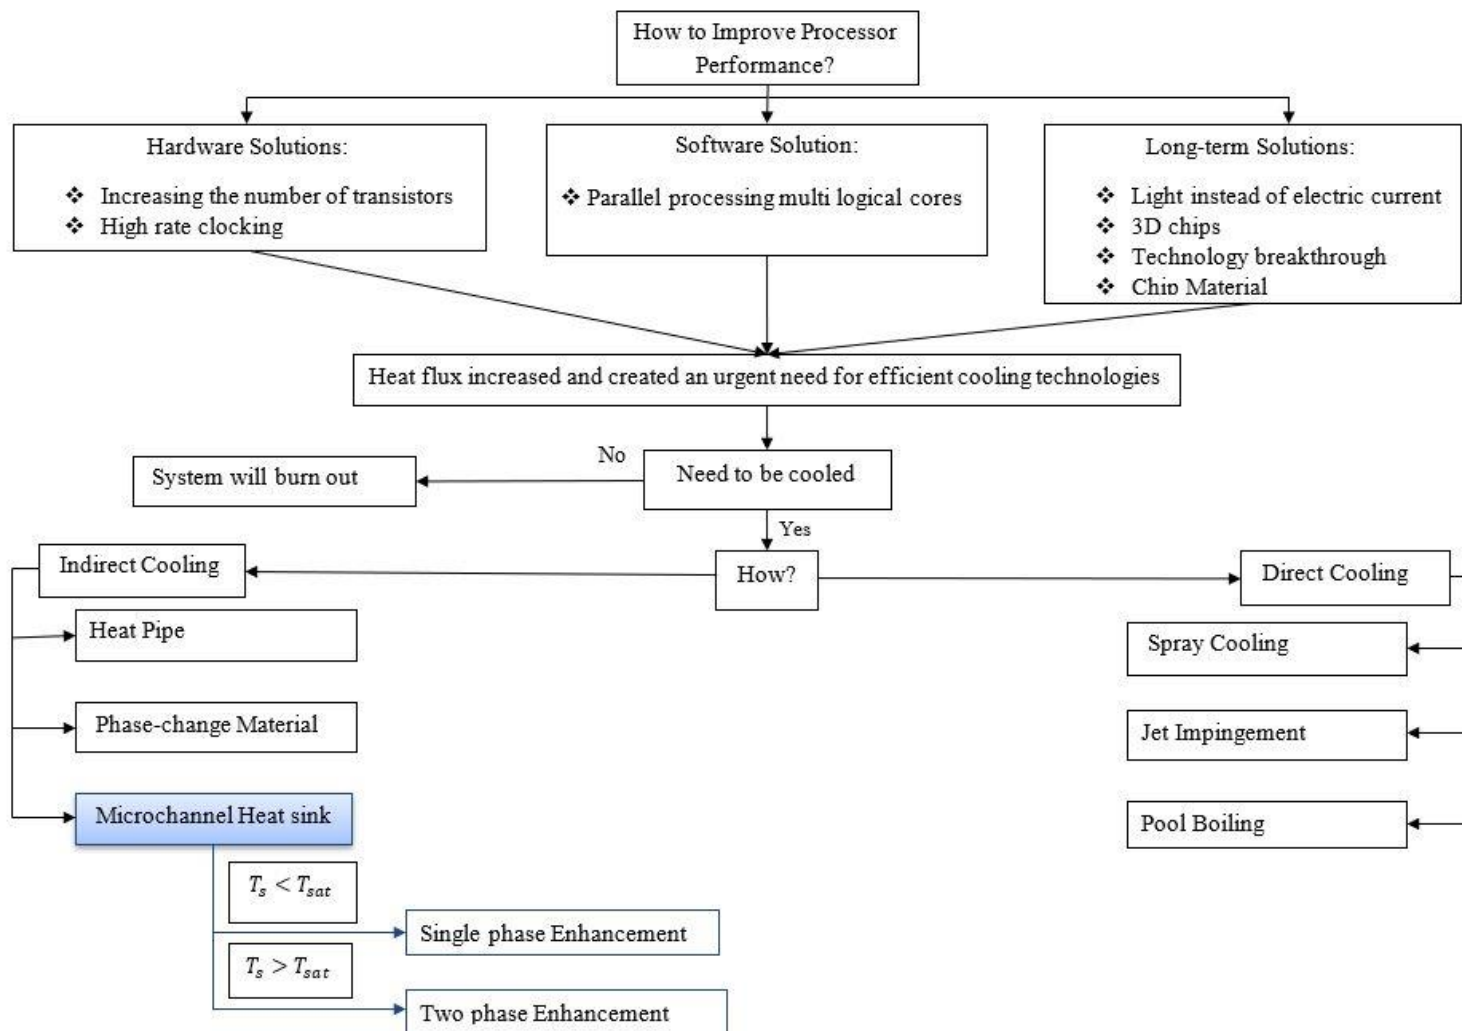 How to Improve Processor
Performance?
Hardware Solutions:
❖ Increasing the number of transistors
❖ High rate clocking
Software Solution:
❖ Parallel processing multi logical cores
Long-term Solutions:
❖ Light instead of electric current
❖ 3D chips
❖ Technology breakthrough
❖ Chip Material
Heat flux increased and created an urgent need for efficient cooling technologies
No
System will burn out
Need to be cooled
Yes
Indirect Cooling
How?
Direct Cooling
Heat Pipe
Phase-change Material
Microchannel Heat sink
Spray Cooling
Jet Impingement
Pool Boiling
T_s < T_sat
Single phase Enhancement
T_s > T_sat
Two phase Enhancement